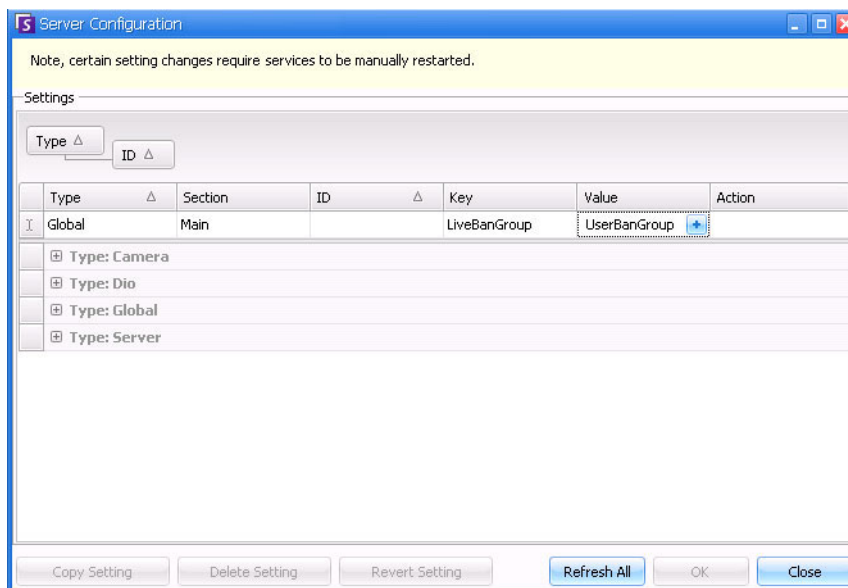 Server Configuration
Note, certain setting changes require services to be manually restarted.
Settings
Type
ID
Type Section ID Key Value Action
Global Main LiveBanGroup UserBanGroup
Type: Camera
Type: Dio
Type: Global
Type: Server
Copy Setting Delete Setting Revert Setting Refresh All OK Close